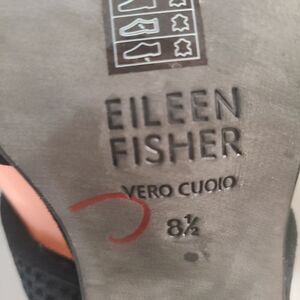 EILEEN
FISHER
VERO CUOIO
8½